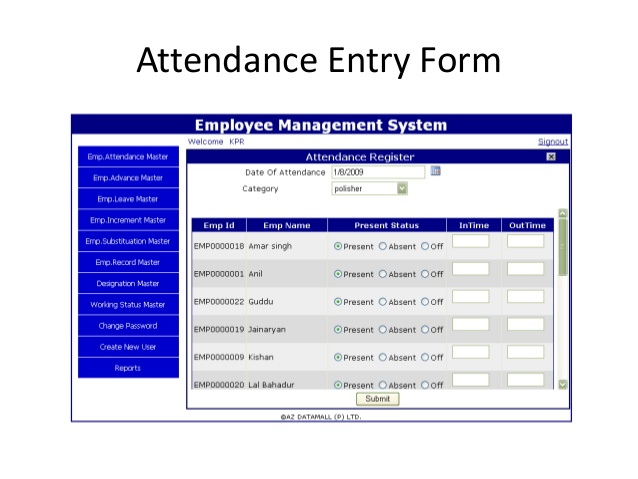 Attendance Entry Form
Employee Management System
Welcome KPR
Signout
Emp.Attendance Master
Emp.Advance Master
Emp.Leave Master
Emp.Increment Master
Emp.Substituation Master
Emp.Record Master
Designation Master
Working Status Master
Change Password
Create New User
Reports
Attendance Register
Date Of Attendance 1/8/2009
Category polisher
Emp Id Emp Name Present Status InTime OutTime
EMP0000018 Amar singh Present Absent Off
EMP0000001 Anil Present Absent Off
EMP0000022 Guddu Present Absent Off
EMP0000019 Jainaryan Present Absent Off
EMP0000009 Kishan Present Absent Off
EMP0000020 Lal Bahadur Present Absent Off
Submit
©AZ DATAMALL (P) LTD.